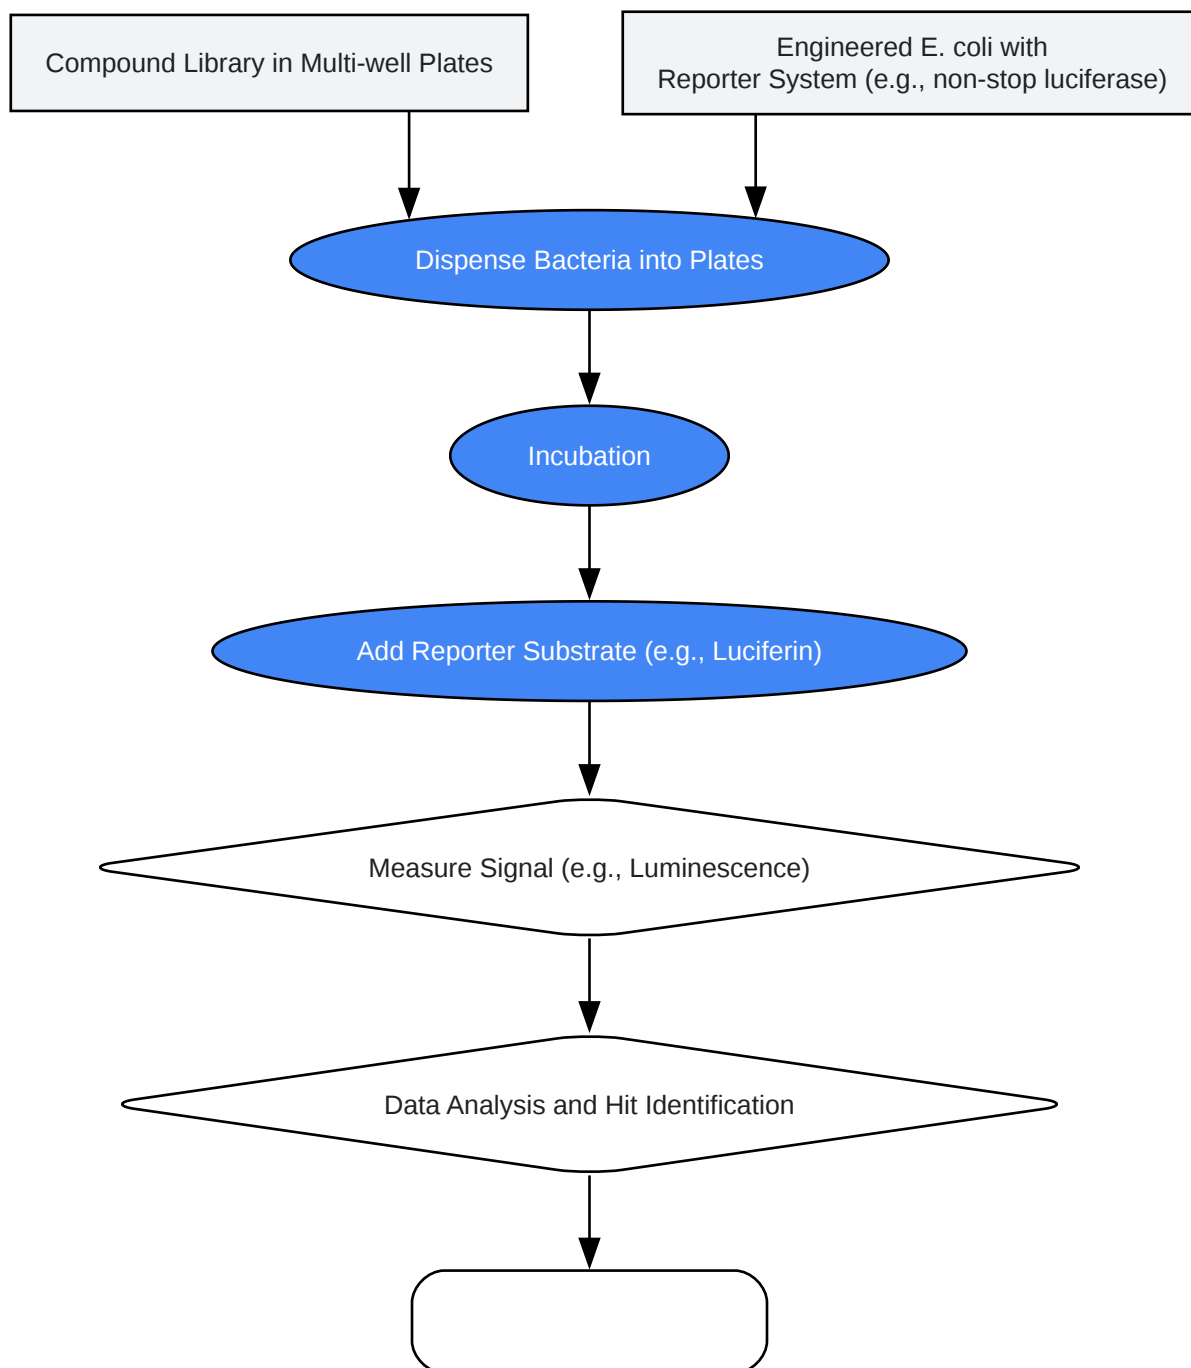 Compound Library in Multi-well Plates
Engineered E. coli with
Reporter System (e.g., non-stop luciferase)
Dispense Bacteria into Plates
Incubation
Add Reporter Substrate (e.g., Luciferin)
Measure Signal (e.g., Luminescence)
Data Analysis and Hit Identification